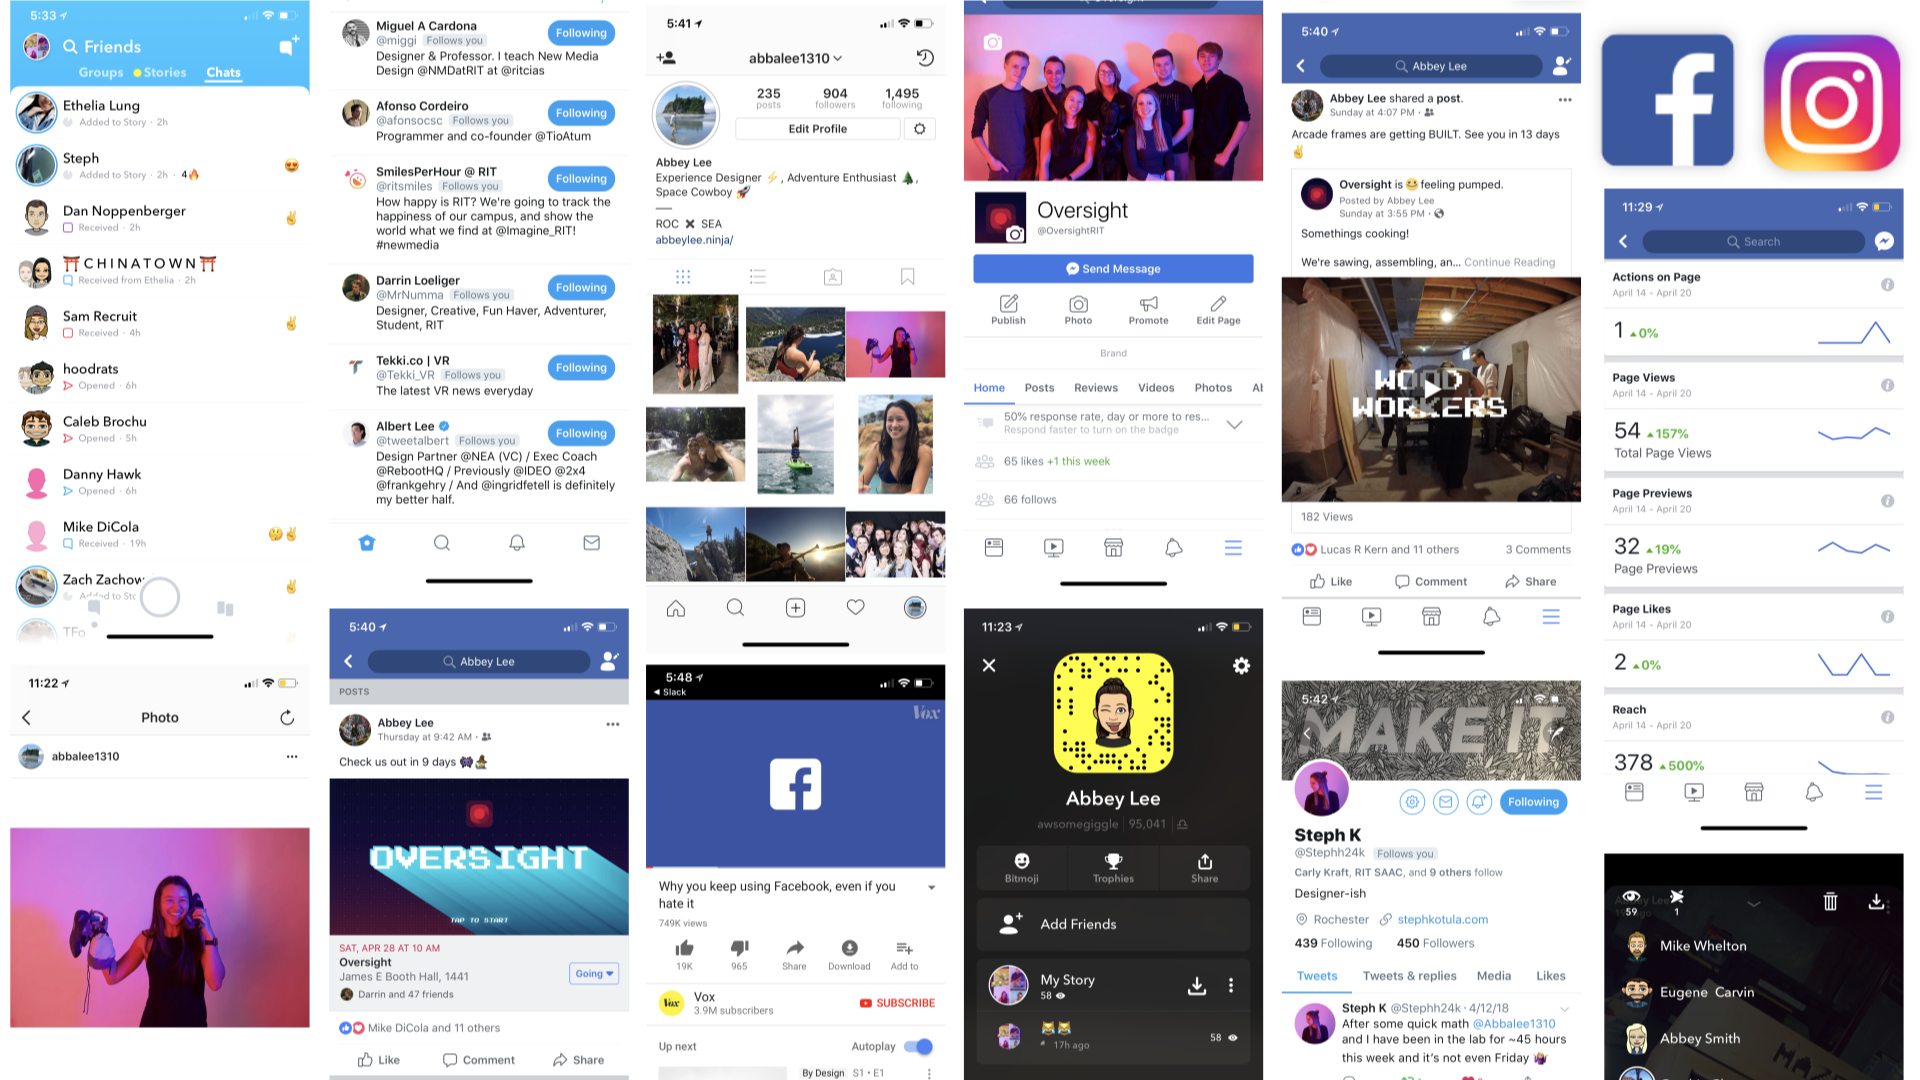 5:33
Friends
Groups
Stories
Chats
Ethelia Lung
Added to Story · 2h
Steph
Added to Story · 2h · 4
Dan Noppenberger
Received · 2h
CHINATOWN
Received from Ethelia · 2h
Sam Recruit
Received · 4h
hoodrats
Opened · 6h
Caleb Brochu
Opened · 5h
Danny Hawk
Opened · 6h
Mike DiCola
Received · 19h
Zach Zachow
Added to Stc
TFo
11:22
Photo
abbalee1310
Miguel A Cardona
@miggi Follows you
Following
Designer & Professor. I teach New Media
Design @NMDatRIT at @ritcias
Afonso Cordeiro
@afonsocsc Follows you
Following
Programmer and co-founder @TioAtum
SmilesPerHour @ RIT
@ritsmiles Follows you
Following
How happy is RIT? We're going to track the
happiness of our campus, and show the
world what we find at @Imagine_RIT!
#newmedia
Darrin Loeliger
@MrNumma Follows you
Following
Designer, Creative, Fun Haver, Adventurer,
Student, RIT
Tekki.co | VR
@Tekki_VR Follows you
Following
The latest VR news everyday
Albert Lee
@tweetalbert Follows you
Following
Design Partner @NEA (VC) / Exec Coach
@RebootHQ / Previously @IDEO @2x4
@frankgehry / And @ingridfetell is definitely
my better half.
5:40
Abbey Lee
POSTS
Abbey Lee
Thursday at 9:42 AM ·
Check us out in 9 days
OVERSIGHT
TAP TO START
SAT, APR 28 AT 10 AM
Oversight
James E Booth Hall, 1441
Going
Darrin and 47 friends
Mike DiCola and 11 others
Like
Comment
Share
5:41
abbalee1310
235 904 1,495
posts followers following
Edit Profile
Abbey Lee
Experience Designer ⚡, Adventure Enthusiast 🌲,
Space Cowboy 🚀
—
ROC ✖ SEA
abbeylee.ninja/
5:48
Slack
Vox
Why you keep using Facebook, even if you
hate it
749K views
19K 965 Share Download Add to
Vox
3.9M subscribers
SUBSCRIBE
Up next
Autoplay
By Design S1 • E1
Oversight
@OversightRIT
Send Message
Publish Photo Promote Edit Page
Brand
Home Posts Reviews Videos Photos Al
50% response rate, day or more to res...
Respond faster to turn on the badge
65 likes +1 this week
66 follows
11:23
Abbey Lee
awsomegiggle | 95,041
Bitmoji Trophies Share
Add Friends
My Story
58
17h ago
58
5:40
Abbey Lee
Abbey Lee shared a post.
Sunday at 4:07 PM ·
Arcade frames are getting BUILT. See you in 13 days
Oversight is feeling pumped.
Posted by Abbey Lee
Sunday at 3:55 PM ·
Somethings cooking!
We're sawing, assembling, an... Continue Reading
WOOD
WORKERS
182 Views
Lucas R Kern and 11 others
3 Comments
Like
Comment
Share
5:42
MAKE IT
Following
Steph K
@Stephh24k Follows you
Carly Kraft, RIT SAAC, and 9 others follow
Designer-ish
Rochester stephkotula.com
439 Following 450 Followers
Tweets Tweets & replies Media Likes
Steph K @Stephh24k · 4/12/18
After some quick math @Abbalee1310
and I have been in the lab for ~45 hours
this week and it's not even Friday
11:29
Search
Actions on Page
April 14 - April 20
1 0%
Page Views
April 14 - April 20
54 157%
Total Page Views
Page Previews
April 14 - April 20
32 19%
Page Previews
Page Likes
April 14 - April 20
2 0%
Reach
April 14 - April 20
378 500%
59
1
Mike Whelton
Eugene Carvin
Abbey Smith